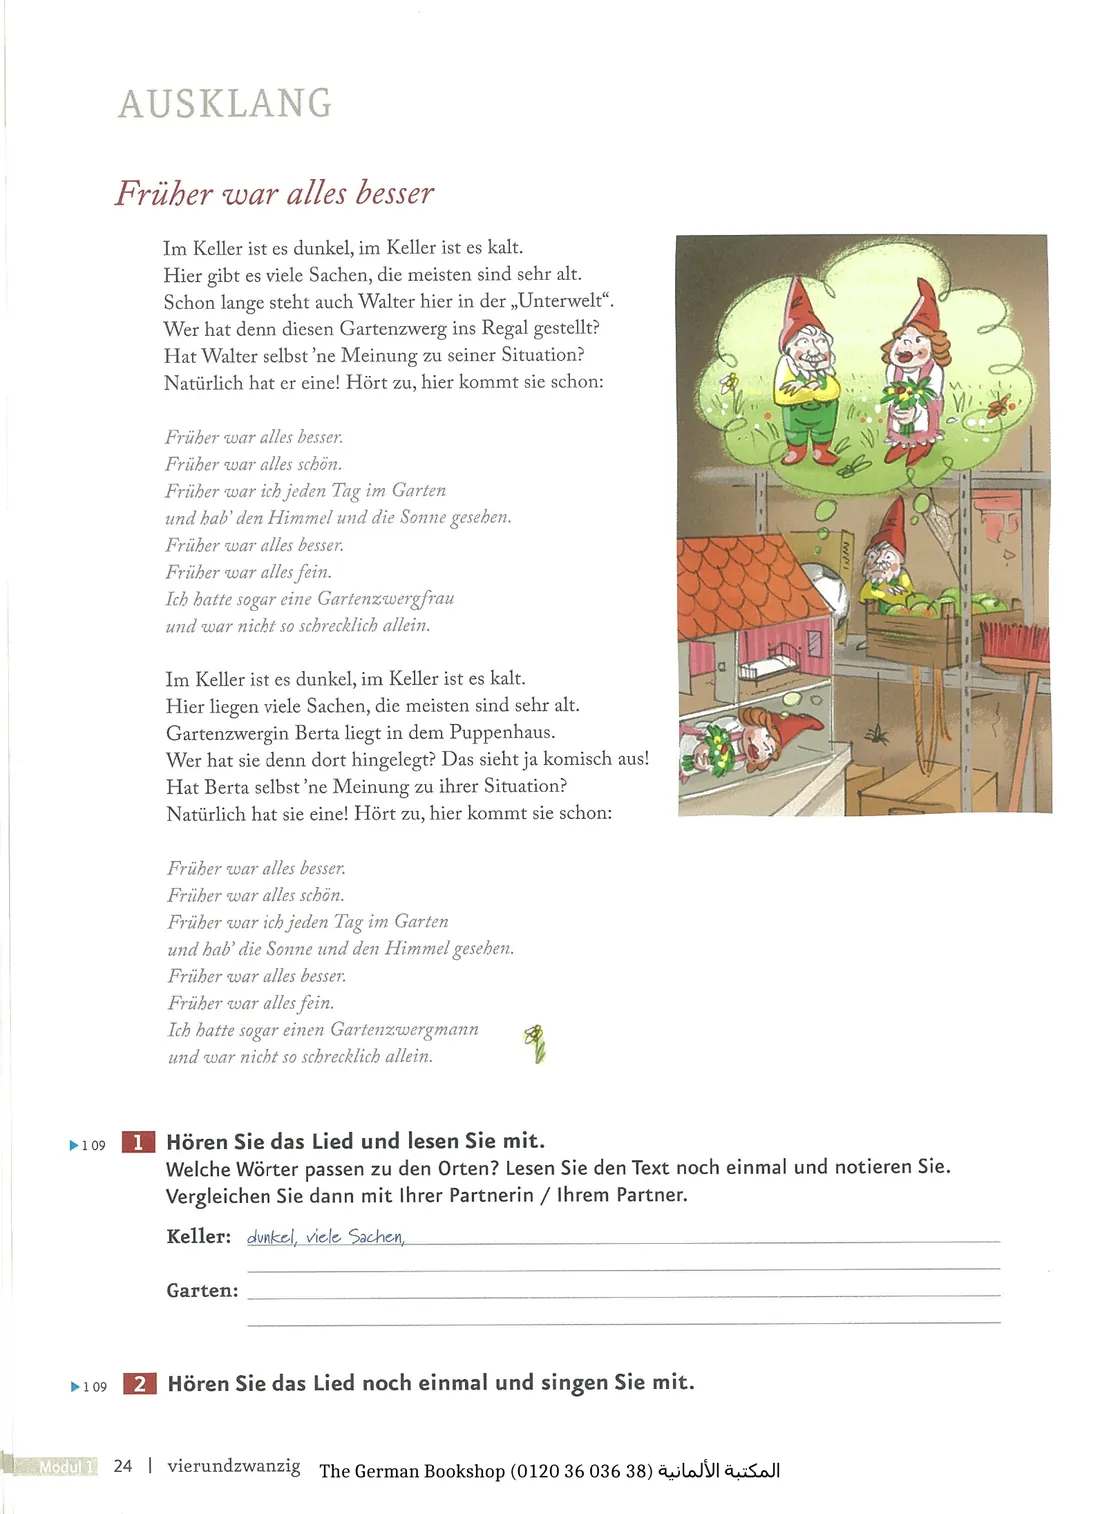 AUSKLANG
Früher war alles besser
Im Keller ist es dunkel, im Keller ist es kalt.
Hier gibt es viele Sachen, die meisten sind sehr alt.
Schon lange steht auch Walter hier in der „Unterwelt“.
Wer hat denn diesen Gartenzwerg ins Regal gestellt?
Hat Walter selbst ’ne Meinung zu seiner Situation?
Natürlich hat er eine! Hört zu, hier kommt sie schon:
Früher war alles besser.
Früher war alles schön.
Früher war ich jeden Tag im Garten
und hab’ den Himmel und die Sonne gesehen.
Früher war alles besser.
Früher war alles fein.
Ich hatte sogar eine Gartenzwergfrau
und war nicht so schrecklich allein.
Im Keller ist es dunkel, im Keller ist es kalt.
Hier liegen viele Sachen, die meisten sind sehr alt.
Gartenzwergin Berta liegt in dem Puppenhaus.
Wer hat sie denn dort hingelegt? Das sieht ja komisch aus!
Hat Berta selbst ’ne Meinung zu ihrer Situation?
Natürlich hat sie eine! Hört zu, hier kommt sie schon:
Früher war alles besser.
Früher war alles schön.
Früher war ich jeden Tag im Garten
und hab’ die Sonne und den Himmel gesehen.
Früher war alles besser.
Früher war alles fein.
Ich hatte sogar einen Gartenzwergmann
und war nicht so schrecklich allein.
▶ 1 09 1 Hören Sie das Lied und lesen Sie mit.
Welche Wörter passen zu den Orten? Lesen Sie den Text noch einmal und notieren Sie.
Vergleichen Sie dann mit Ihrer Partnerin / Ihrem Partner.
Keller: dunkel, viele Sachen,
Garten:
▶ 1 09 2 Hören Sie das Lied noch einmal und singen Sie mit.
Modul 1 24 | vierundzwanzig The German Bookshop (0120 36 036 38) المكتبة الألمانية